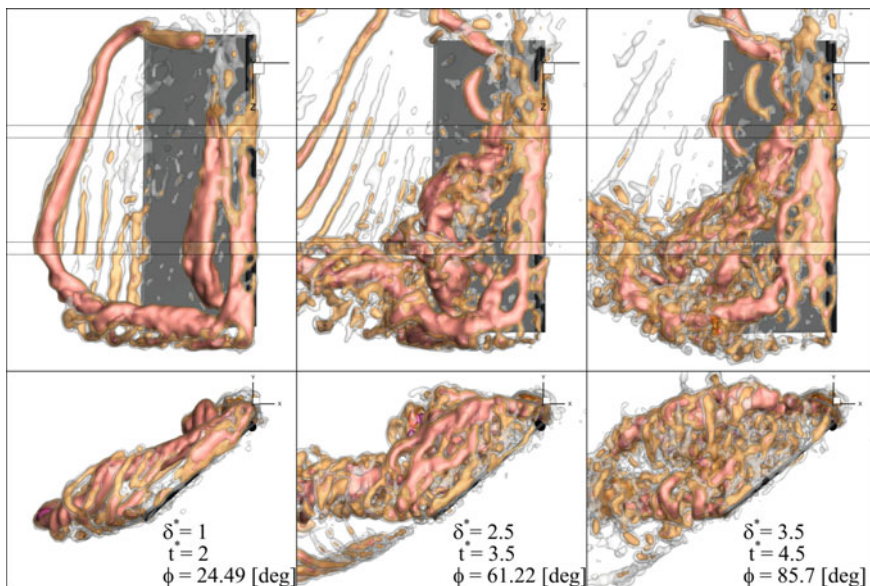 Z
Z
Z
Y
X
Y
X
Y
X
δ* = 1
t* = 2
ϕ = 24.49 [deg]
δ* = 2.5
t* = 3.5
ϕ = 61.22 [deg]
δ* = 3.5
t* = 4.5
ϕ = 85.7 [deg]